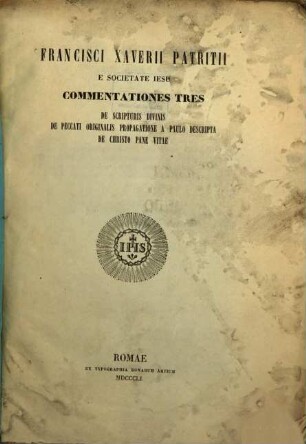 FRANCISCI XAVERII PATRITII
E SOCIETATE IESU
COMMENTATIONES TRES
DE SCRIPTURIS DIVINIS
DE PECCATI ORIGINALIS PROPAGATIONE A PAULO DESCRIPTA
DE CHRISTO PANE VITAE
IHS
ROMAE
EX TYPOGRAPHIA BONARUM ARTIUM
MDCCCLI